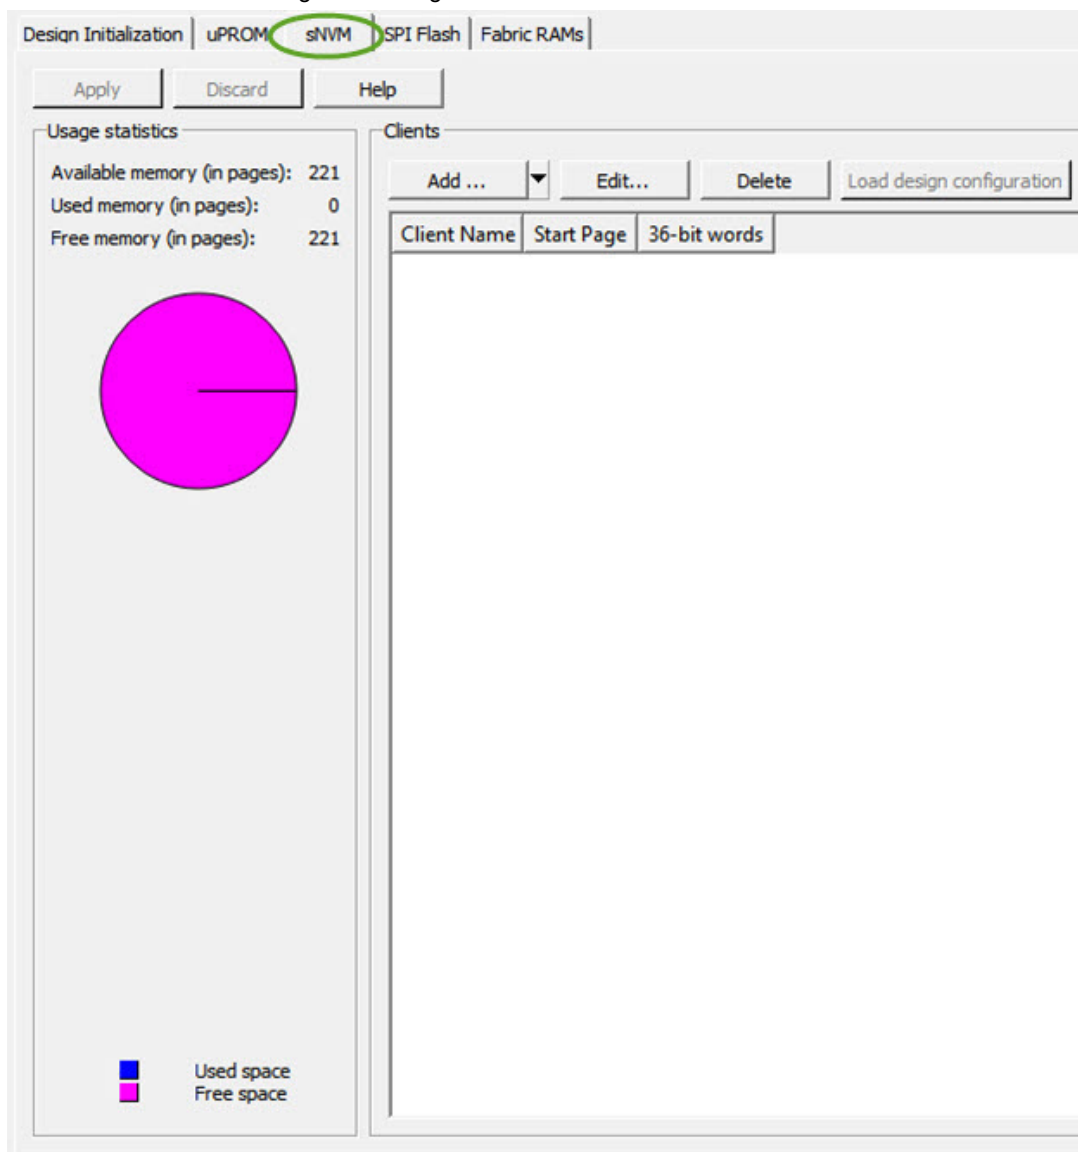 Design Initialization uPROM sNVM SPI Flash Fabric RAMs
Apply Discard Help
Usage statistics
Available memory (in pages): 221
Used memory (in pages): 0
Free memory (in pages): 221
Used space
Free space
Clients
Add ... Edit... Delete Load design configuration
Client Name Start Page 36-bit words